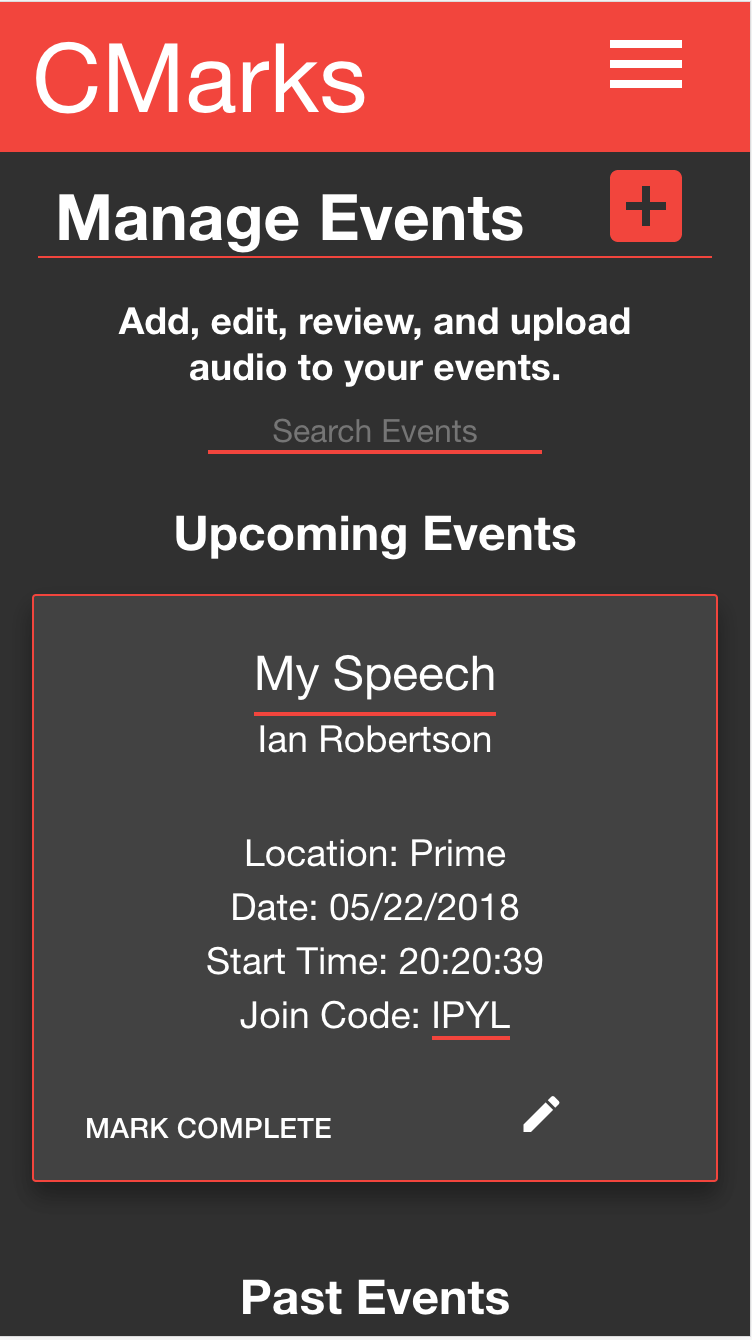 CMarks
Manage Events
Add, edit, review, and upload
audio to your events.
Search Events
Upcoming Events
My Speech
Ian Robertson
Location: Prime
Date: 05/22/2018
Start Time: 20:20:39
Join Code: IPYL
MARK COMPLETE
Past Events